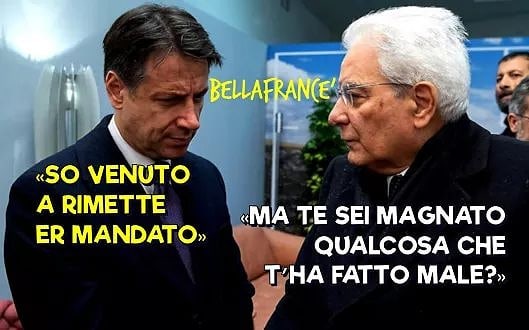 BELLAFRANCE'
«SO VENUTO
A RIMETTE
ER MANDATO»
«MA TE SEI MAGNATO
QUALCOSA CHE
T'HA FATTO MALE?»